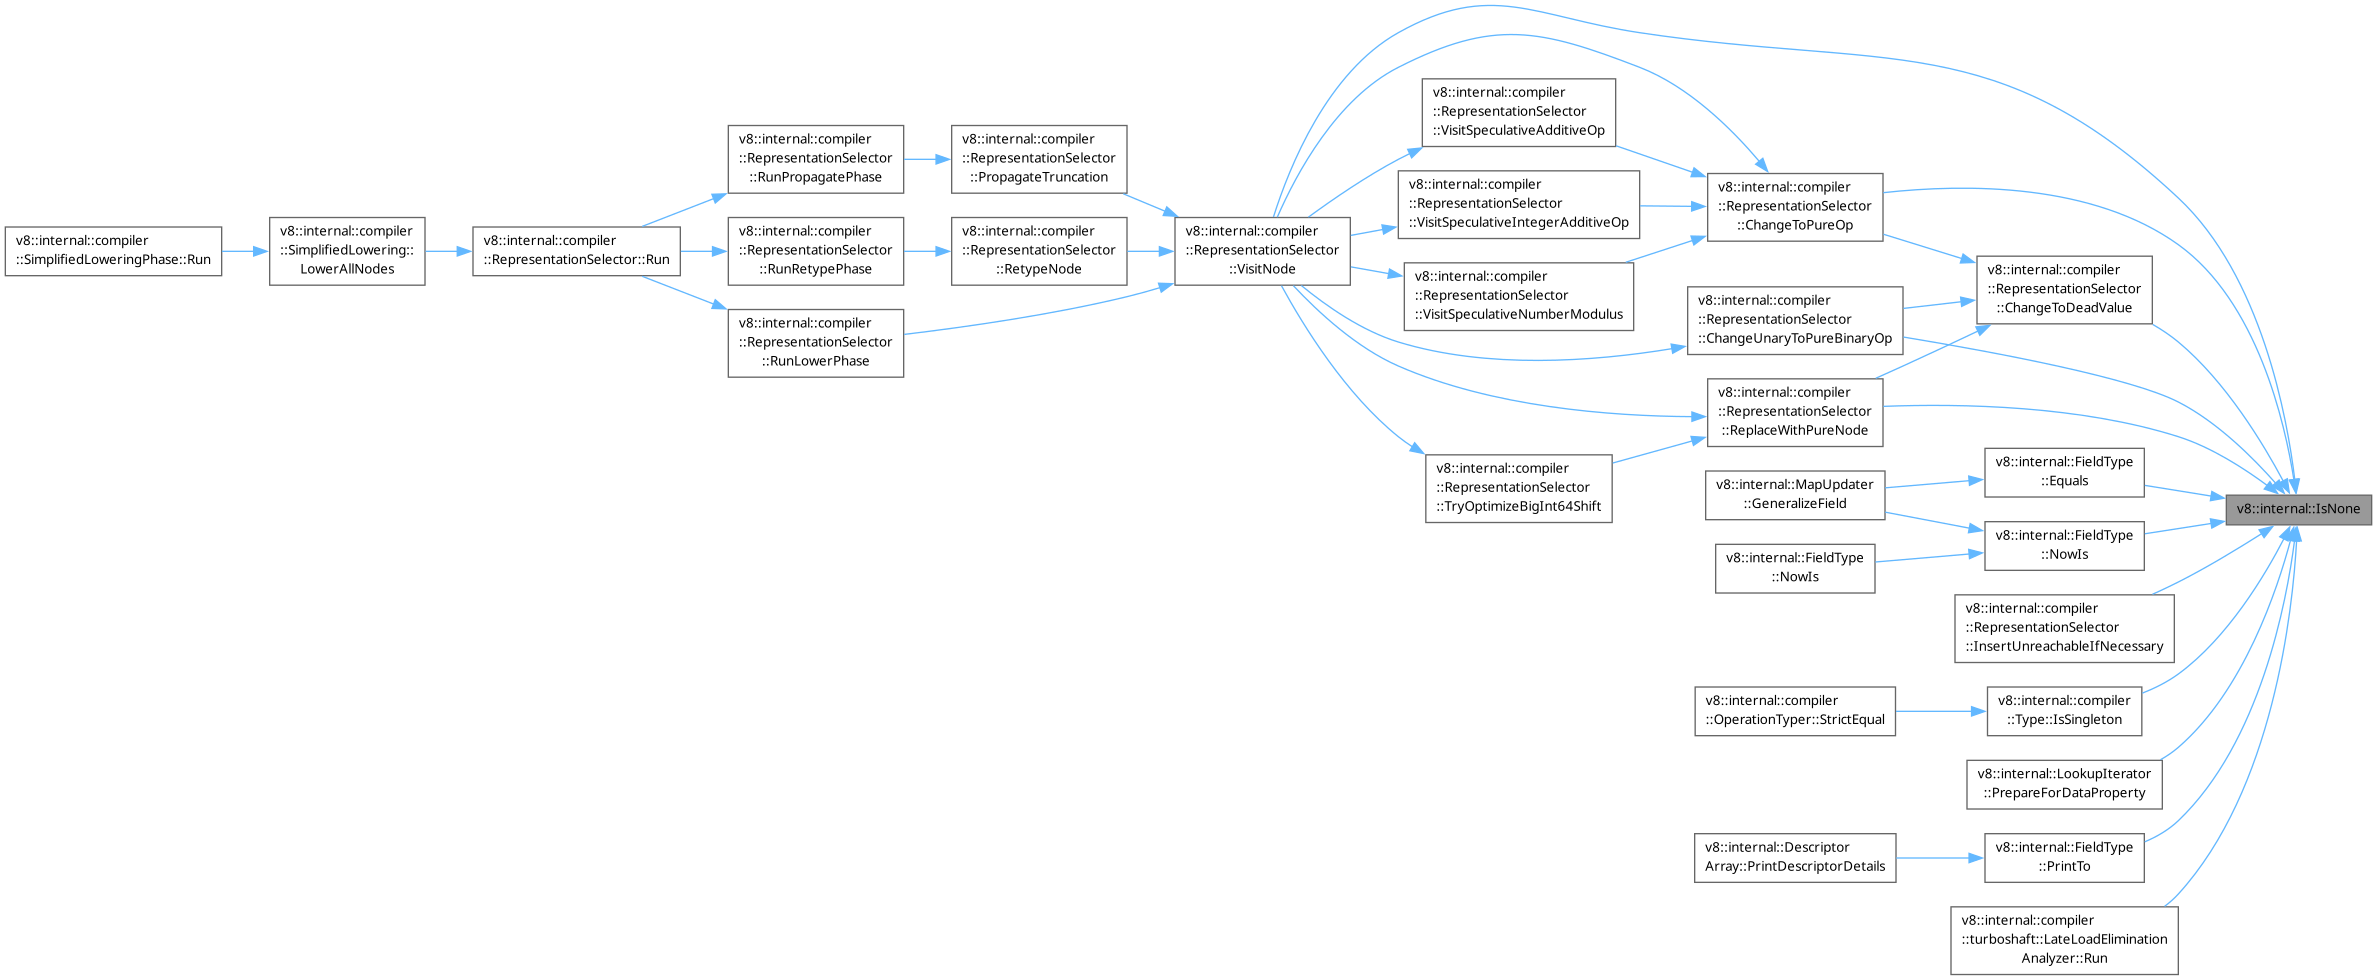 v8::internal::compiler
::SimplifiedLoweringPhase::Run
v8::internal::compiler
::SimplifiedLowering::
LowerAllNodes
v8::internal::compiler
::RepresentationSelector::Run
v8::internal::compiler
::RepresentationSelector
::RunPropagatePhase
v8::internal::compiler
::RepresentationSelector
::RunRetypePhase
v8::internal::compiler
::RepresentationSelector
::RunLowerPhase
v8::internal::compiler
::RepresentationSelector
::PropagateTruncation
v8::internal::compiler
::RepresentationSelector
::RetypeNode
v8::internal::compiler
::RepresentationSelector
::VisitNode
v8::internal::compiler
::RepresentationSelector
::VisitSpeculativeAdditiveOp
v8::internal::compiler
::RepresentationSelector
::VisitSpeculativeIntegerAdditiveOp
v8::internal::compiler
::RepresentationSelector
::VisitSpeculativeNumberModulus
v8::internal::compiler
::RepresentationSelector
::TryOptimizeBigInt64Shift
v8::internal::compiler
::RepresentationSelector
::ChangeToPureOp
v8::internal::compiler
::RepresentationSelector
::ChangeUnaryToPureBinaryOp
v8::internal::compiler
::RepresentationSelector
::ReplaceWithPureNode
v8::internal::MapUpdater
::GeneralizeField
v8::internal::FieldType
::NowIs
v8::internal::compiler
::OperationTyper::StrictEqual
v8::internal::Descriptor
Array::PrintDescriptorDetails
v8::internal::compiler
::RepresentationSelector
::ChangeToDeadValue
v8::internal::FieldType
::Equals
v8::internal::FieldType
::NowIs
v8::internal::compiler
::RepresentationSelector
::InsertUnreachableIfNecessary
v8::internal::compiler
::Type::IsSingleton
v8::internal::LookupIterator
::PrepareForDataProperty
v8::internal::FieldType
::PrintTo
v8::internal::compiler
::turboshaft::LateLoadElimination
Analyzer::Run
v8::internal::IsNone